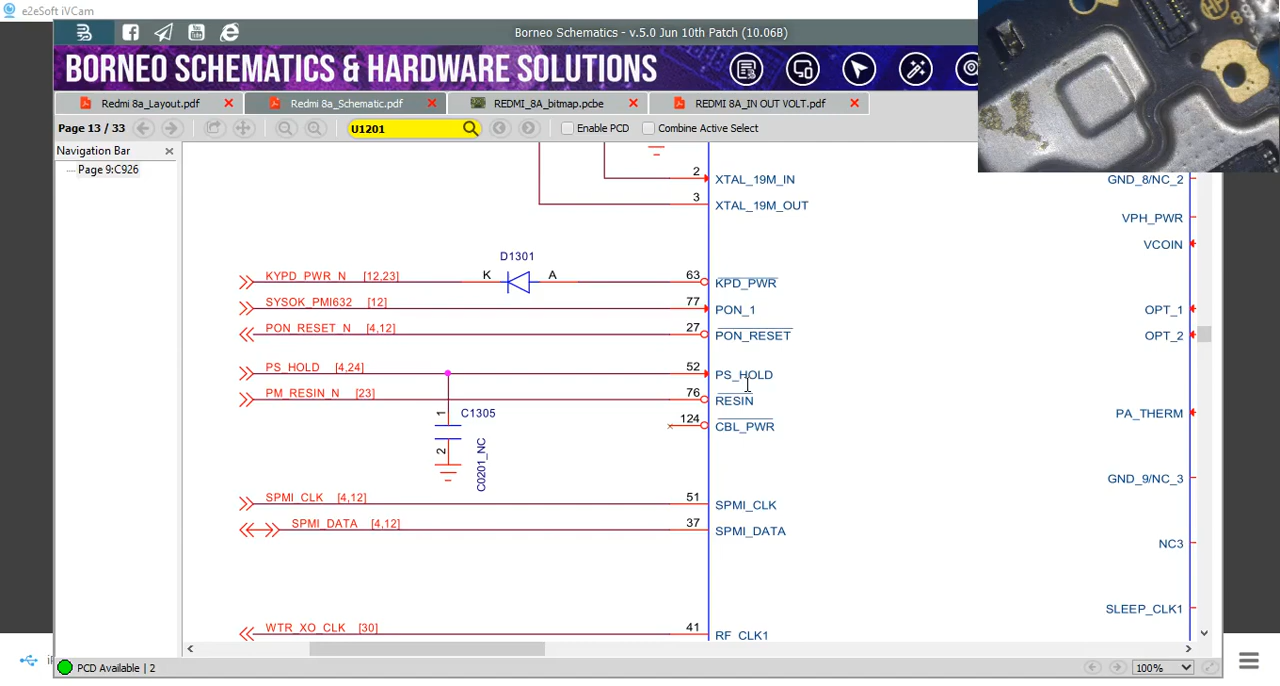 e2eSoft iVCam
Borneo Schematics - v.5.0 Jun 10th Patch (10.06B)
BORNEO SCHEMATICS & HARDWARE SOLUTIONS
Redmi 8a_Layout.pdf
Redmi 8a_Schematic.pdf
REDMI_8A_bitmap.pcbe
REDMI 8A_IN OUT VOLT.pdf
Page 13 / 33
U1201
Enable PCD
Combine Active Select
Navigation Bar
Page 9:C926
2 XTAL_19M_IN
3 XTAL_19M_OUT
D1301
KYPD_PWR_N [12,23] K A 63 KPD_PWR
SYSOK_PMI632 [12] 77 PON_1
PON_RESET_N [4,12] 27 PON_RESET
PS_HOLD [4,24] 52 PS_HOLD
PM_RESIN_N [23] 76 RESIN
124 CBL_PWR
1 C1305
2 C0201_NC
SPMI_CLK [4,12] 51 SPMI_CLK
SPMI_DATA [4,12] 37 SPMI_DATA
WTR_XO_CLK [30] 41 RF_CLK1
GND_8/NC_2
VPH_PWR
VCOIN
OPT_1
OPT_2
PA_THERM
GND_9/NC_3
NC3
SLEEP_CLK1
PCD Available | 2
100%